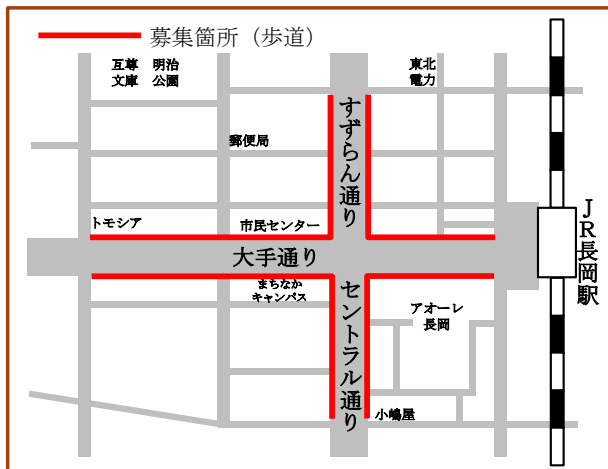 募集箇所（歩道）
互尊
文庫
明治
公園
東北
電力
すずらん通り
郵便局
トモシア
市民センター
大手通り
JR長岡駅
まちなか
キャンパス
セントラル通り
アオーレ
長岡
小嶋屋